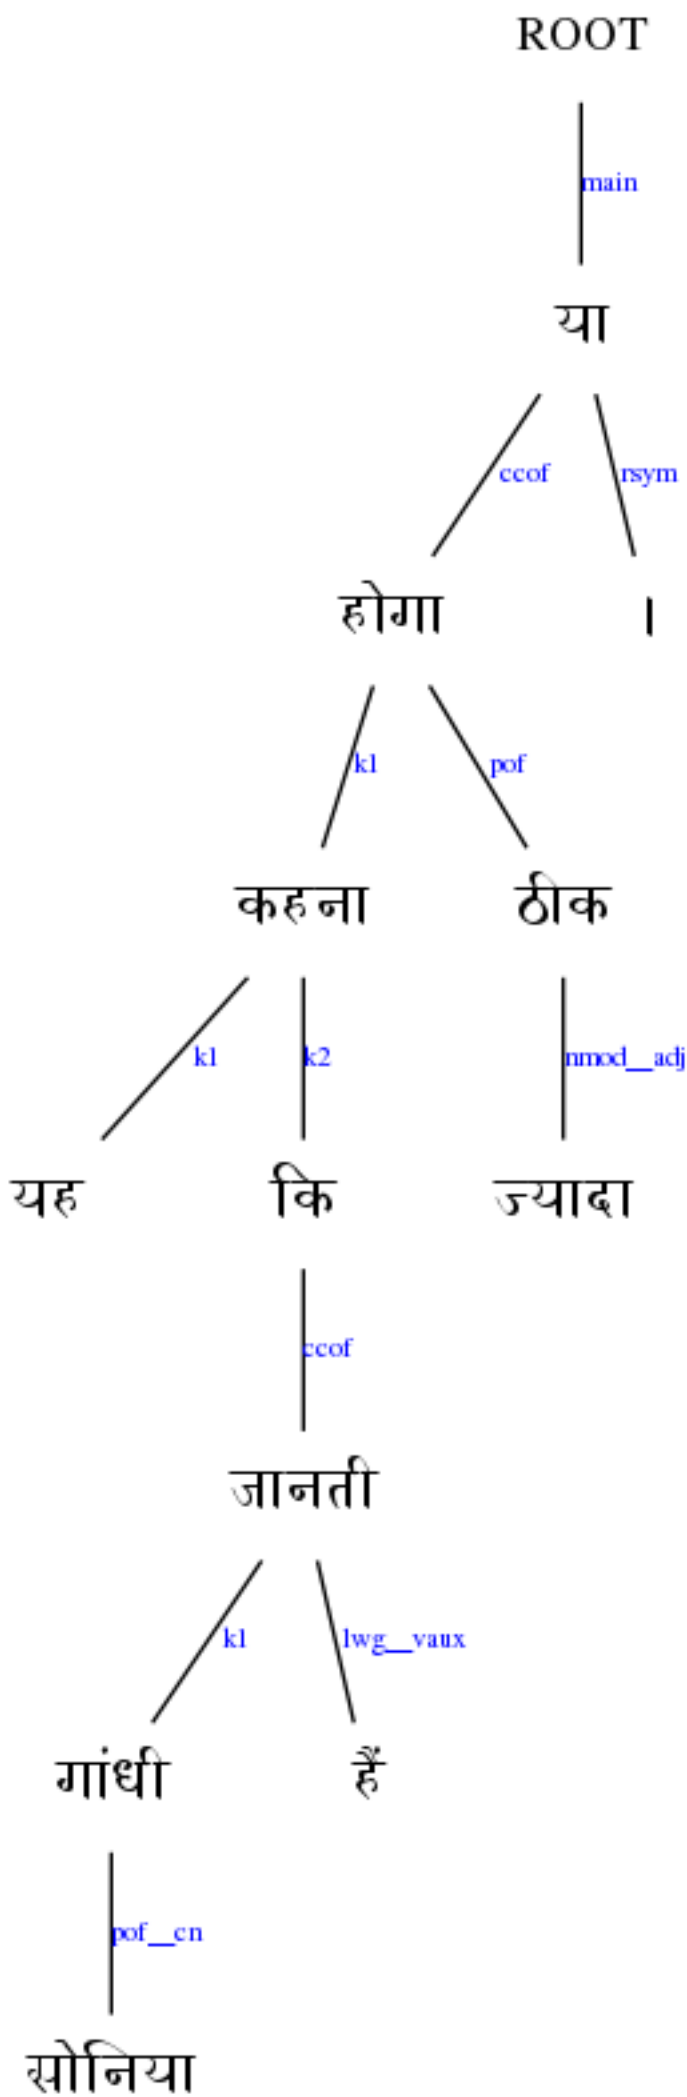 ROOT
main
या
ccof rsym
होगा ।
k1 pof
कहना ठीक
k1 k2 nmod__adj
यह कि ज्यादा
ccof
जानती
k1 lwg__vaux
गांधी हैं
pof__cn
सोनिया